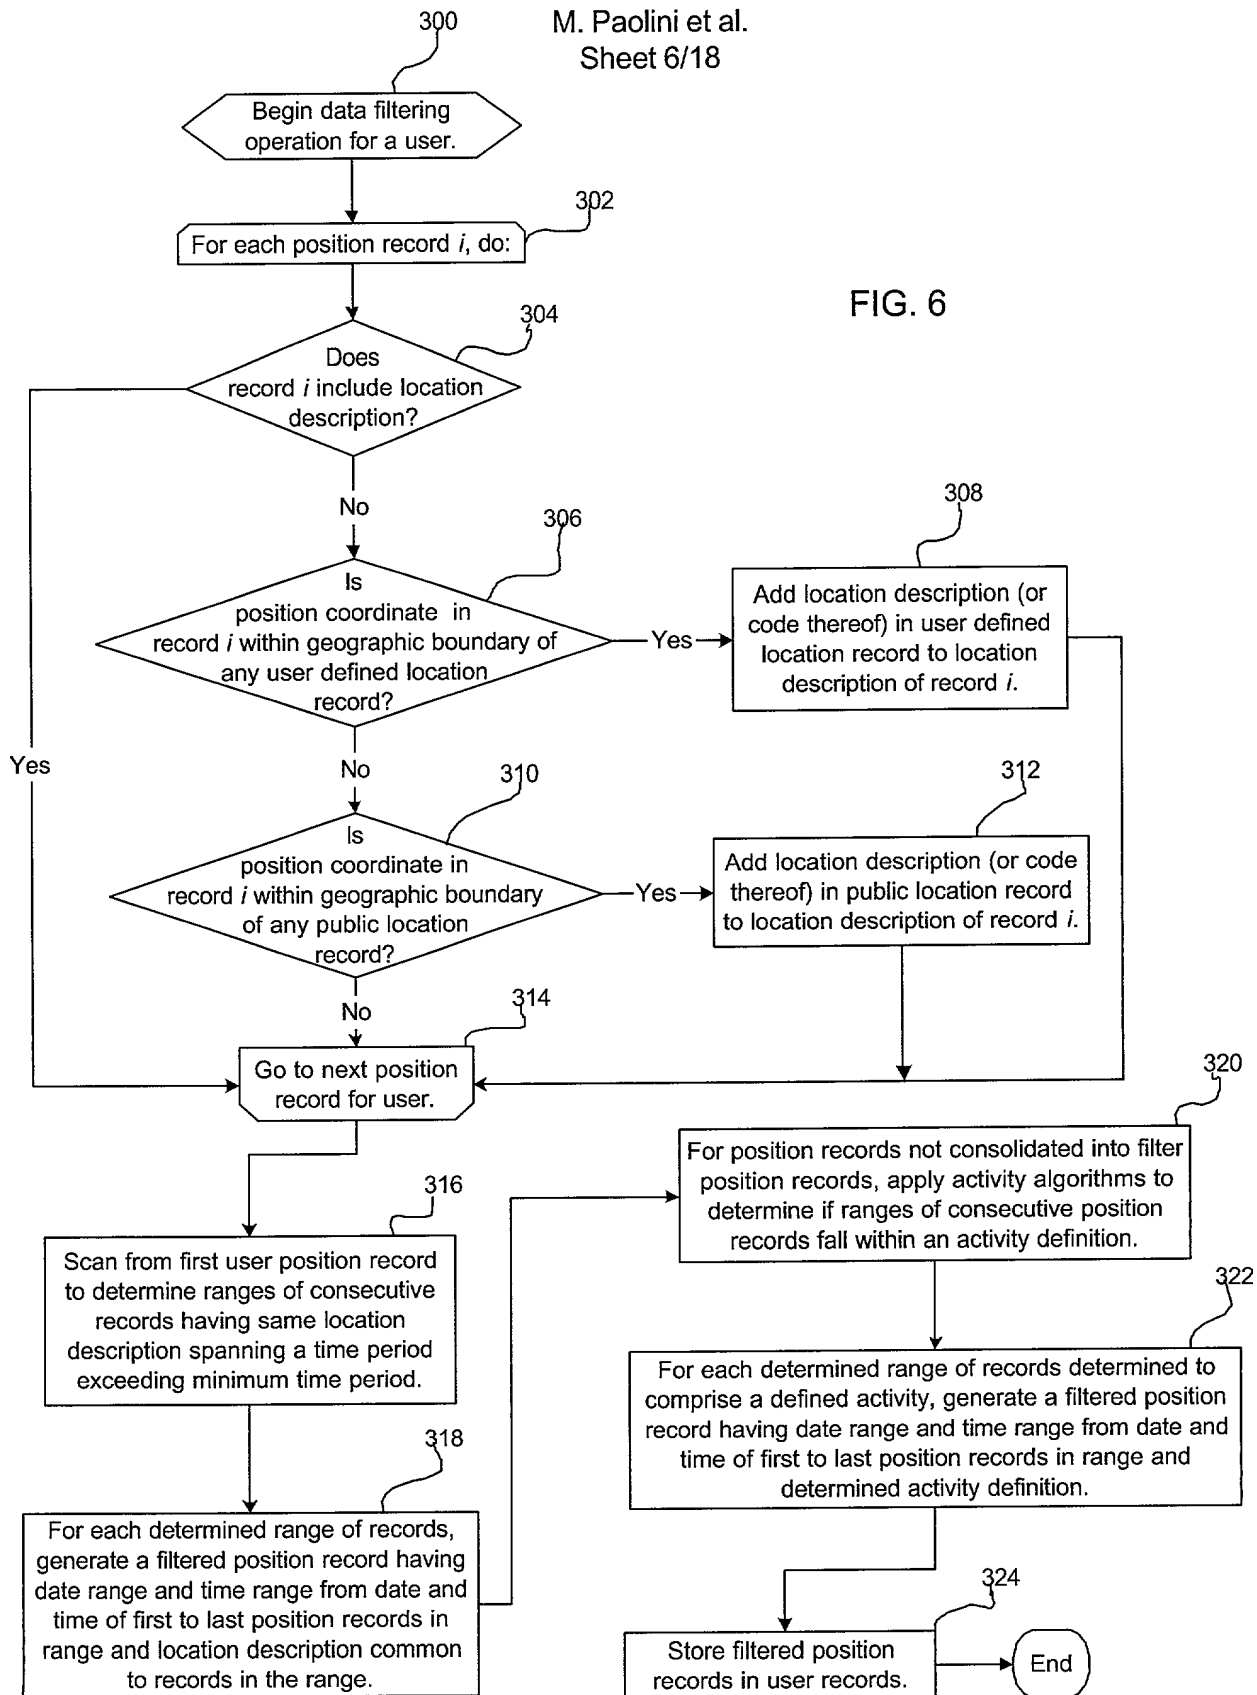 M. Paolini et al.
Sheet 6/18
300
Begin data filtering
operation for a user.
302
For each position record i, do:
FIG. 6
304
Does
record i include location
description?
No
Yes
306
Is
position coordinate in
record i within geographic boundary of
any user defined location
record?
Yes
308
Add location description (or
code thereof) in user defined
location record to location
description of record i.
No
310
Is
position coordinate in
record i within geographic boundary
of any public location
record?
Yes
312
Add location description (or code
thereof) in public location record
to location description of record i.
No
314
Go to next position
record for user.
316
Scan from first user position record
to determine ranges of consecutive
records having same location
description spanning a time period
exceeding minimum time period.
318
For each determined range of records,
generate a filtered position record having
date range and time range from date and
time of first to last position records in
range and location description common
to records in the range.
320
For position records not consolidated into filter
position records, apply activity algorithms to
determine if ranges of consecutive position
records fall within an activity definition.
322
For each determined range of records determined to
comprise a defined activity, generate a filtered position
record having date range and time range from date and
time of first to last position records in range and
determined activity definition.
324
Store filtered position
records in user records.
End